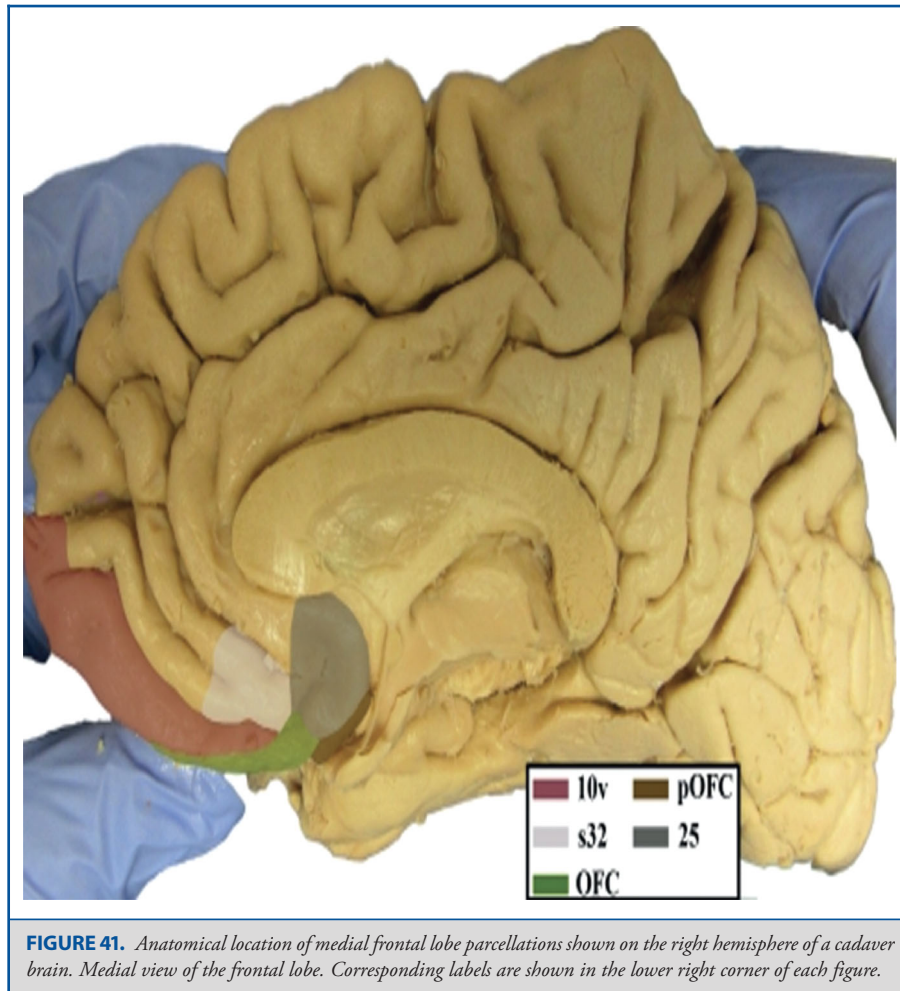 10v pOFC
s32 25
OFC
FIGURE 41. Anatomical location of medial frontal lobe parcellations shown on the right hemisphere of a cadaver
brain. Medial view of the frontal lobe. Corresponding labels are shown in the lower right corner of each figure.